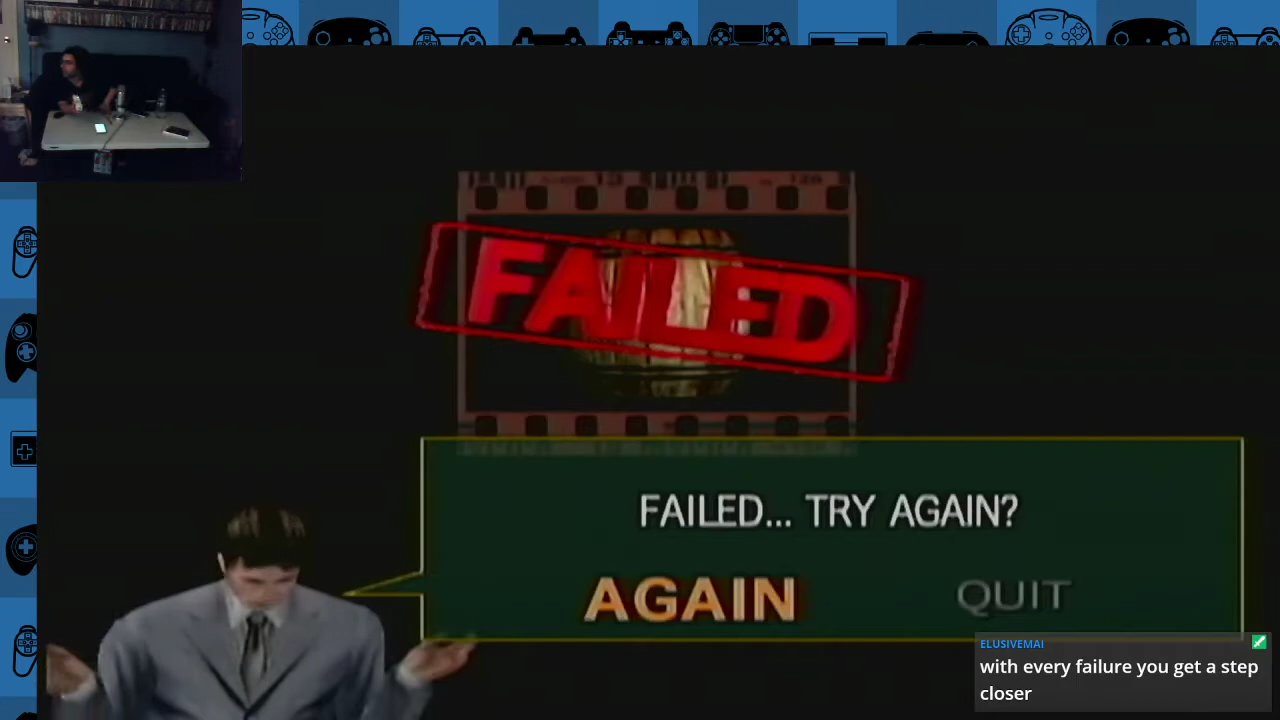 FAILED
FAILED... TRY AGAIN?
AGAIN QUIT
ELUSIVEMAI
with every failure you get a step
closer